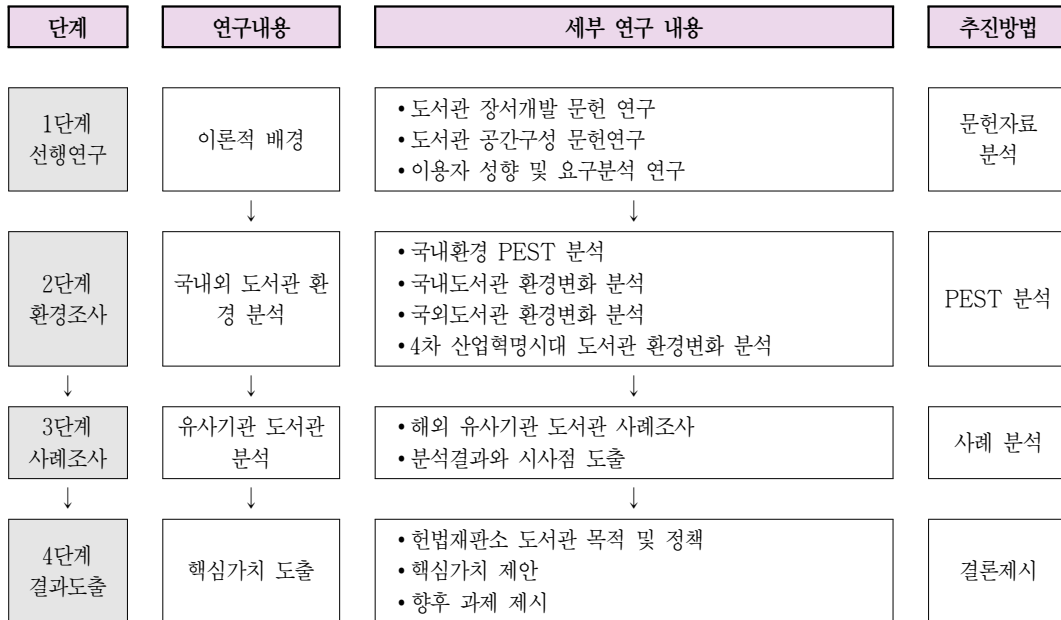 단계
연구내용
세부 연구 내용
추진방법
1단계
선행연구
이론적 배경
• 도서관 장서개발 문헌 연구
• 도서관 공간구성 문헌연구
• 이용자 성향 및 요구분석 연구
문헌자료
분석
↓
↓
2단계
환경조사
국내외 도서관 환
경 분석
• 국내환경 PEST 분석
• 국내도서관 환경변화 분석
• 국외도서관 환경변화 분석
• 4차 산업혁명시대 도서관 환경변화 분석
PEST 분석
↓
↓
↓
3단계
사례조사
유사기관 도서관
분석
• 해외 유사기관 도서관 사례조사
• 분석결과와 시사점 도출
사례 분석
↓
↓
↓
4단계
결과도출
핵심가치 도출
• 헌법재판소 도서관 목적 및 정책
• 핵심가치 제안
• 향후 과제 제시
결론제시